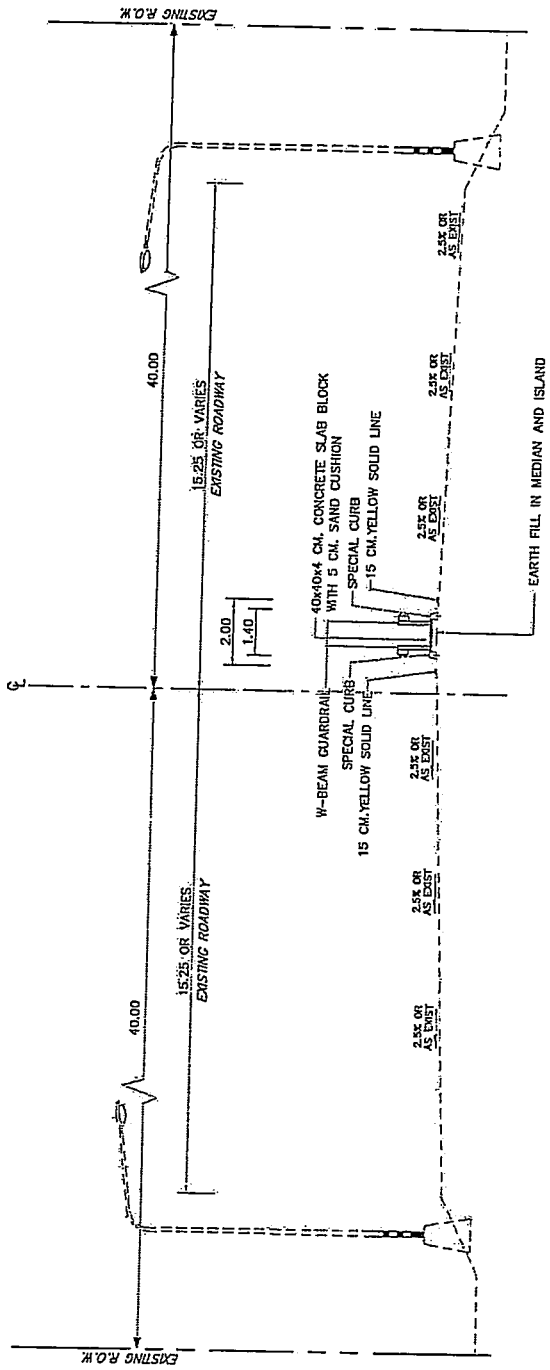 EXISTING R.O.W.
℄
EXISTING R.O.W.
40.00
40.00
15.25 OR VARIES
EXISTING ROADWAY
15.25 OR VARIES
EXISTING ROADWAY
2.00
1.40
W-BEAM GUARDRAIL
SPECIAL CURB
15 CM.YELLOW SOLID LINE
40x40x4 CM. CONCRETE SLAB BLOCK
WITH 5 CM. SAND CUSHION
SPECIAL CURB
15 CM.YELLOW SOLID LINE
2.5% OR
AS EXIST
2.5% OR
AS EXIST
2.5% OR
AS EXIST
2.5% OR
AS EXIST
2.5% OR
AS EXIST
2.5% OR
AS EXIST
EARTH FILL IN MEDIAN AND ISLAND